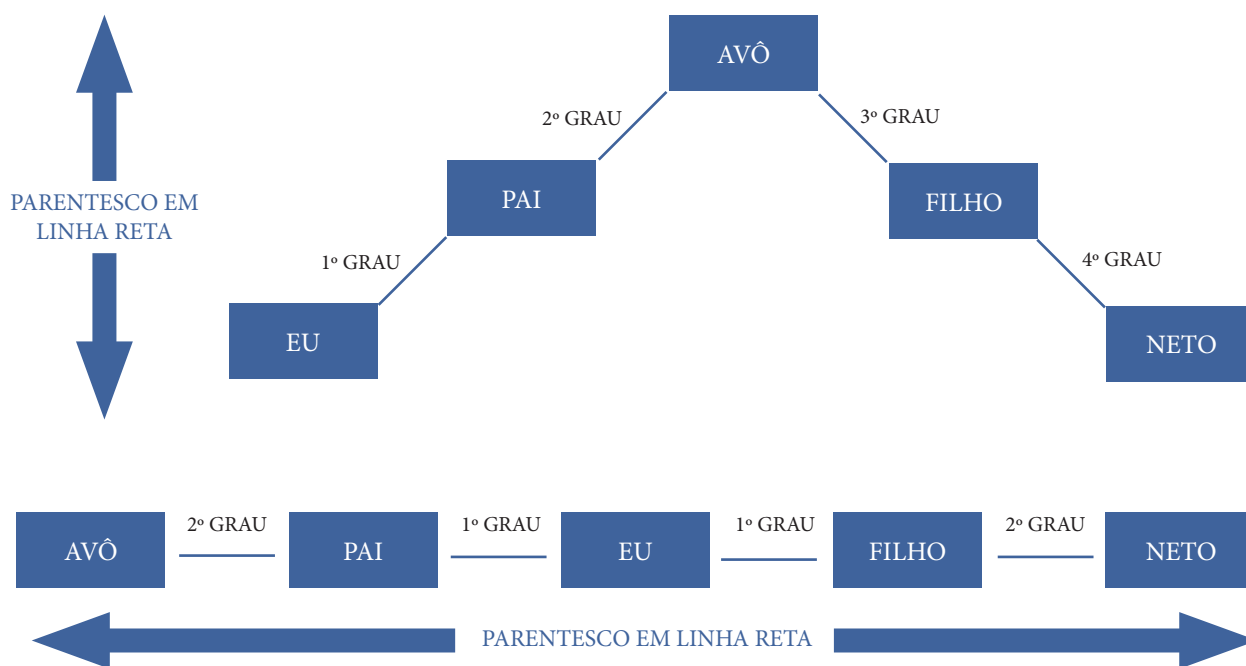 AVÔ
2º GRAU
3º GRAU
PAI
FILHO
PARENTESCO EM
LINHA RETA
1º GRAU
4º GRAU
EU
NETO
2º GRAU
1º GRAU
1º GRAU
2º GRAU
AVÔ
PAI
EU
FILHO
NETO
PARENTESCO EM LINHA RETA